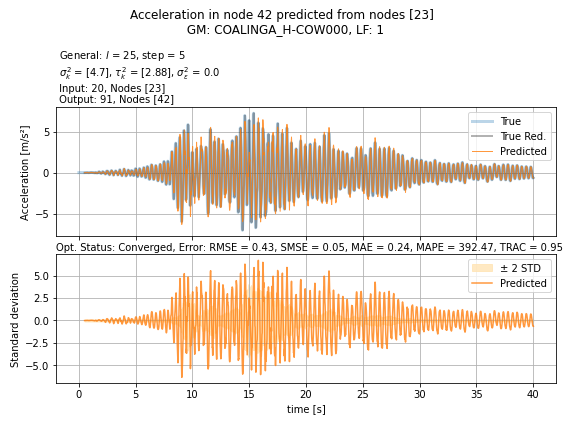 Acceleration in node 42 predicted from nodes [23]
GM: COALINGA_H-COW000, LF: 1
General: l = 25, step = 5
σ²ₖ = [4.7], τ²ₖ = [2.88], σ²ε = 0.0
Input: 20, Nodes [23]
Output: 91, Nodes [42]
Acceleration [m/s²]
5
0
−5
True
True Red.
Predicted
Opt. Status: Converged, Error: RMSE = 0.43, SMSE = 0.05, MAE = 0.24, MAPE = 392.47, TRAC = 0.95
Standard deviation
5.0
2.5
0.0
−2.5
−5.0
± 2 STD
Predicted
0 5 10 15 20 25 30 35 40
time [s]